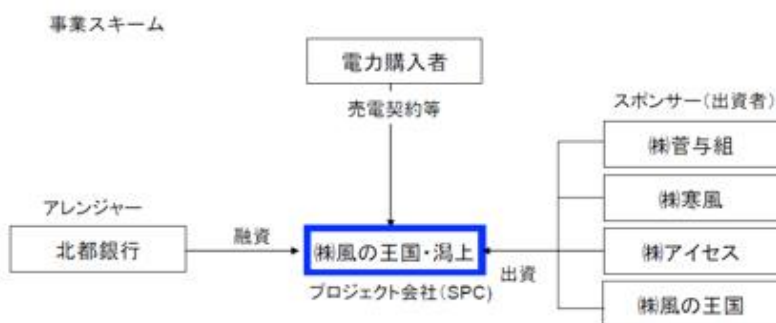 事業スキーム
電力購入者
売電契約等
スポンサー(出資者)
㈱菅与組
㈱寒風
アレンジャー
北都銀行
融資
㈱風の王国・潟上
㈱アイセス
出資
プロジェクト会社(SPC)
㈱風の王国